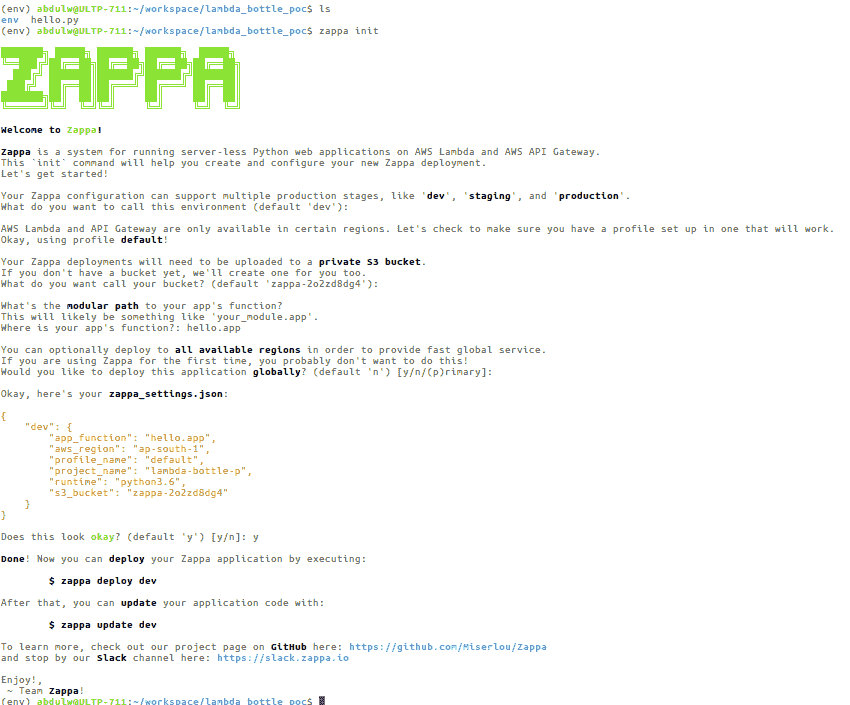 (env) abdulw@ULTP-711:~/workspace/lambda_bottle_poc$ ls
env  hello.py
(env) abdulw@ULTP-711:~/workspace/lambda_bottle_poc$ zappa init
ZAPPA
Welcome to Zappa!
Zappa is a system for running server-less Python web applications on AWS Lambda and AWS API Gateway.
This `init` command will help you create and configure your new Zappa deployment.
Let's get started!
Your Zappa configuration can support multiple production stages, like 'dev', 'staging', and 'production'.
What do you want to call this environment (default 'dev'):
AWS Lambda and API Gateway are only available in certain regions. Let's check to make sure you have a profile set up in one that will work.
Okay, using profile default!
Your Zappa deployments will need to be uploaded to a private S3 bucket.
If you don't have a bucket yet, we'll create one for you too.
What do you want call your bucket? (default 'zappa-2o2zd8dg4'):
What's the modular path to your app's function?
This will likely be something like 'your_module.app'.
Where is your app's function?: hello.app
You can optionally deploy to all available regions in order to provide fast global service.
If you are using Zappa for the first time, you probably don't want to do this!
Would you like to deploy this application globally? (default 'n') [y/n/(p)rimary]:
Okay, here's your zappa_settings.json:
{
    "dev": {
        "app_function": "hello.app",
        "aws_region": "ap-south-1",
        "profile_name": "default",
        "project_name": "lambda-bottle-p",
        "runtime": "python3.6",
        "s3_bucket": "zappa-2o2zd8dg4"
    }
}
Does this look okay? (default 'y') [y/n]: y
Done! Now you can deploy your Zappa application by executing:
        $ zappa deploy dev
After that, you can update your application code with:
        $ zappa update dev
To learn more, check out our project page on GitHub here: https://github.com/Miserlou/Zappa
and stop by our Slack channel here: https://slack.zappa.io
Enjoy!,
 ~ Team Zappa!
(env) abdulw@ULTP-711:~/workspace/lambda_bottle_poc$